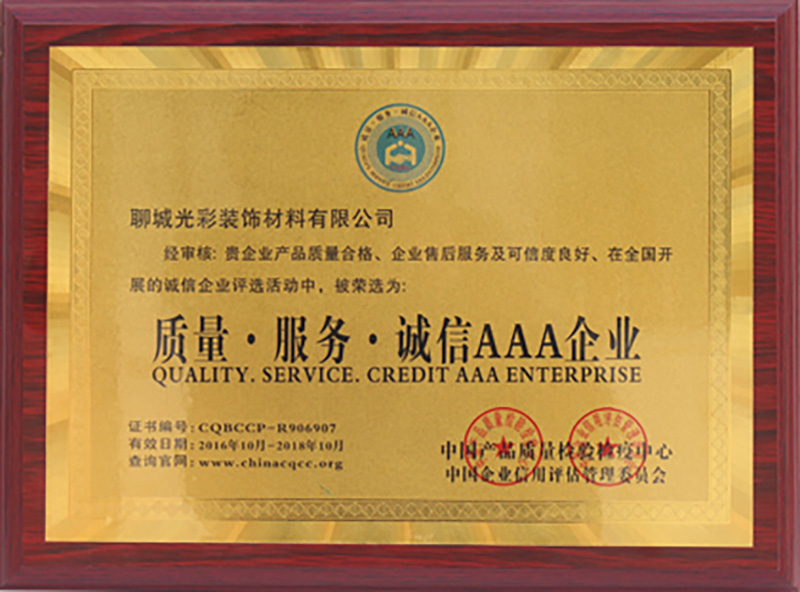 AAA
聊城光彩装饰材料有限公司
经审核: 贵企业产品质量合格、企业售后服务及可信度良好、在全国开
展的诚信企业评选活动中，被荣选为:
质量·服务·诚信AAA企业
QUALITY. SERVICE. CREDIT AAA ENTERPRISE
证书编号: CQBCCP-R906907
有效日期: 2016年10月-2018年10月
查询官网: www.chinacqcc.org
中国产品质量检验检疫中心
中国企业信用评估管理委员会